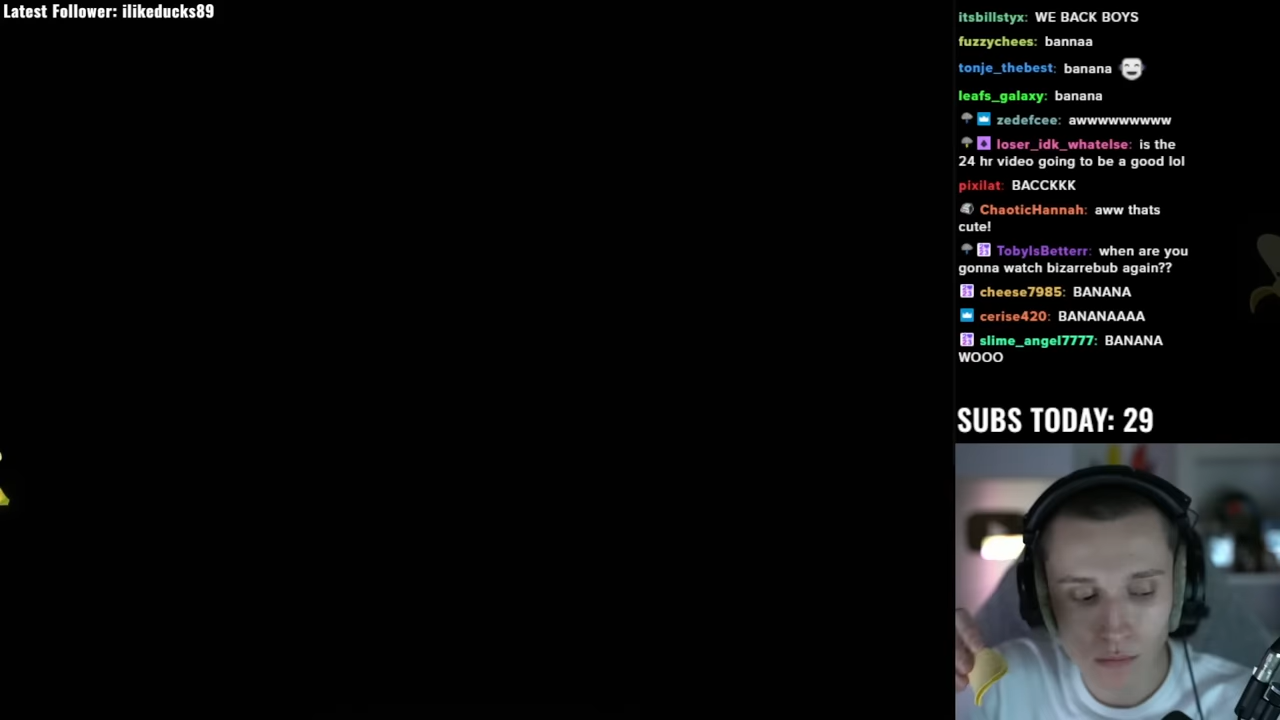 Latest Follower: ilikeducks89
itsbillstyx: WE BACK BOYS
fuzzychees: bannaa
tonje_thebest: banana
leafs_galaxy: banana
zedefcee: awwwwwwwww
loser_idk_whatelse: is the
24 hr video going to be a good lol
pixilat: BACCKKK
ChaoticHannah: aww thats
cute!
TobyIsBetterr: when are you
gonna watch bizarrebub again??
cheese7985: BANANA
cerise420: BANANAAAA
slime_angel7777: BANANA
WOOO
SUBS TODAY: 29